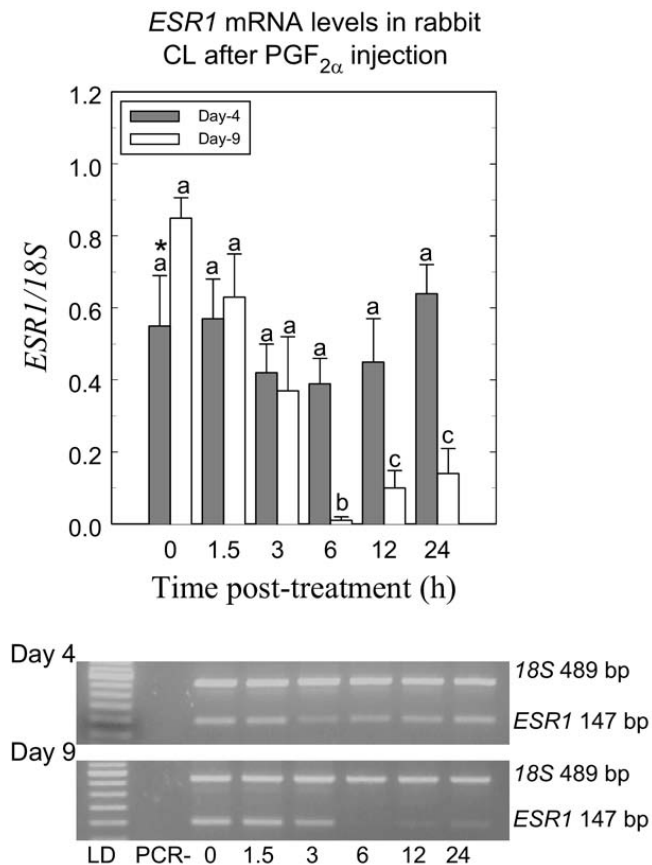 ESR1 mRNA levels in rabbit
CL after PGF2α injection
1.2
1.0
0.8
0.6
0.4
0.2
0.0
ESR1/18S
Day-4
Day-9
* a a a a a a a b a c a c
0 1.5 3 6 12 24
Time post-treatment (h)
Day 4
18S 489 bp
ESR1 147 bp
Day 9
18S 489 bp
ESR1 147 bp
LD PCR- 0 1.5 3 6 12 24